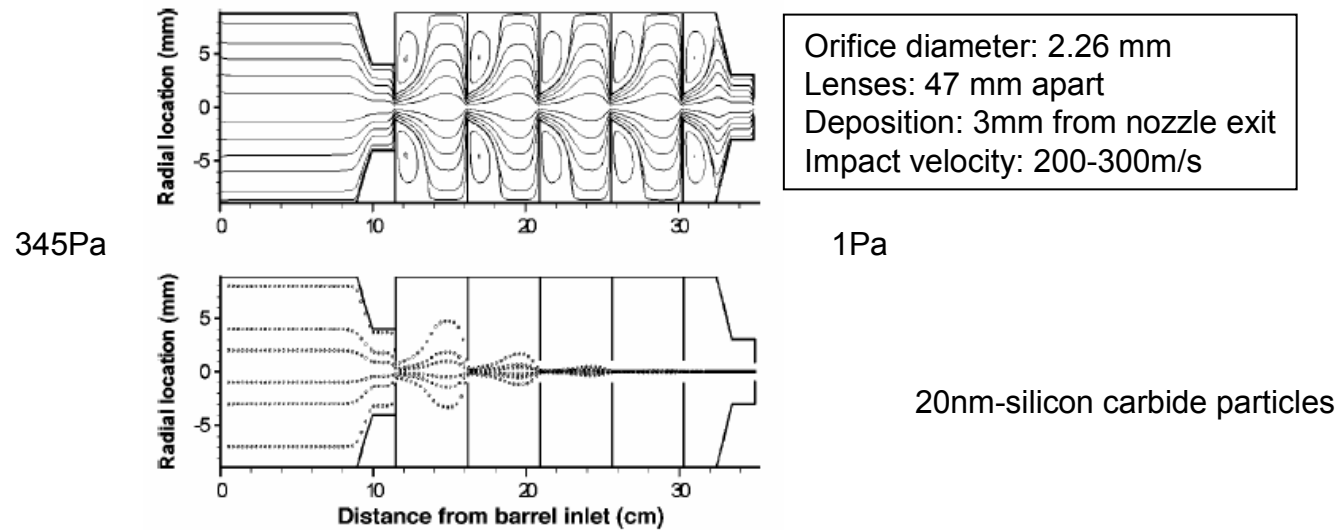 Radial location (mm)
5
0
-5
0 10 20 30
Orifice diameter: 2.26 mm
Lenses: 47 mm apart
Deposition: 3mm from nozzle exit
Impact velocity: 200-300m/s
345Pa
1Pa
Radial location (mm)
5
0
-5
0 10 20 30
Distance from barrel inlet (cm)
20nm-silicon carbide particles